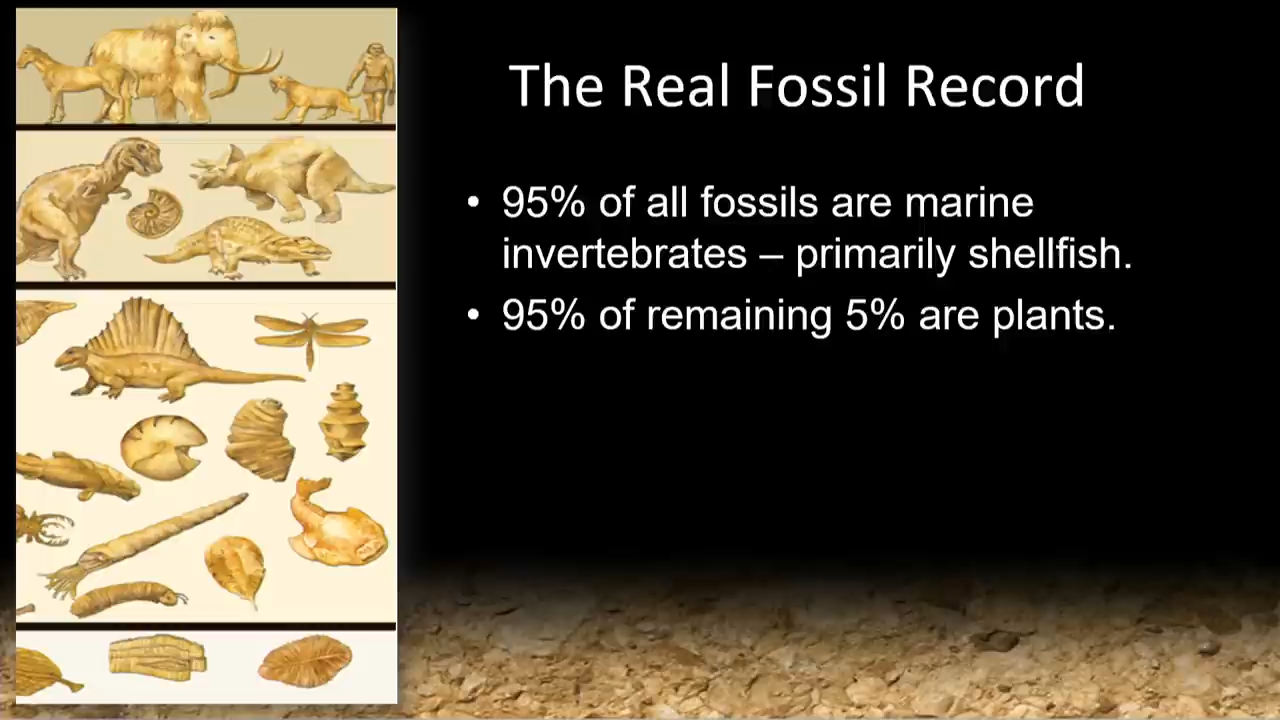 The Real Fossil Record
• 95% of all fossils are marine
invertebrates – primarily shellfish.
• 95% of remaining 5% are plants.